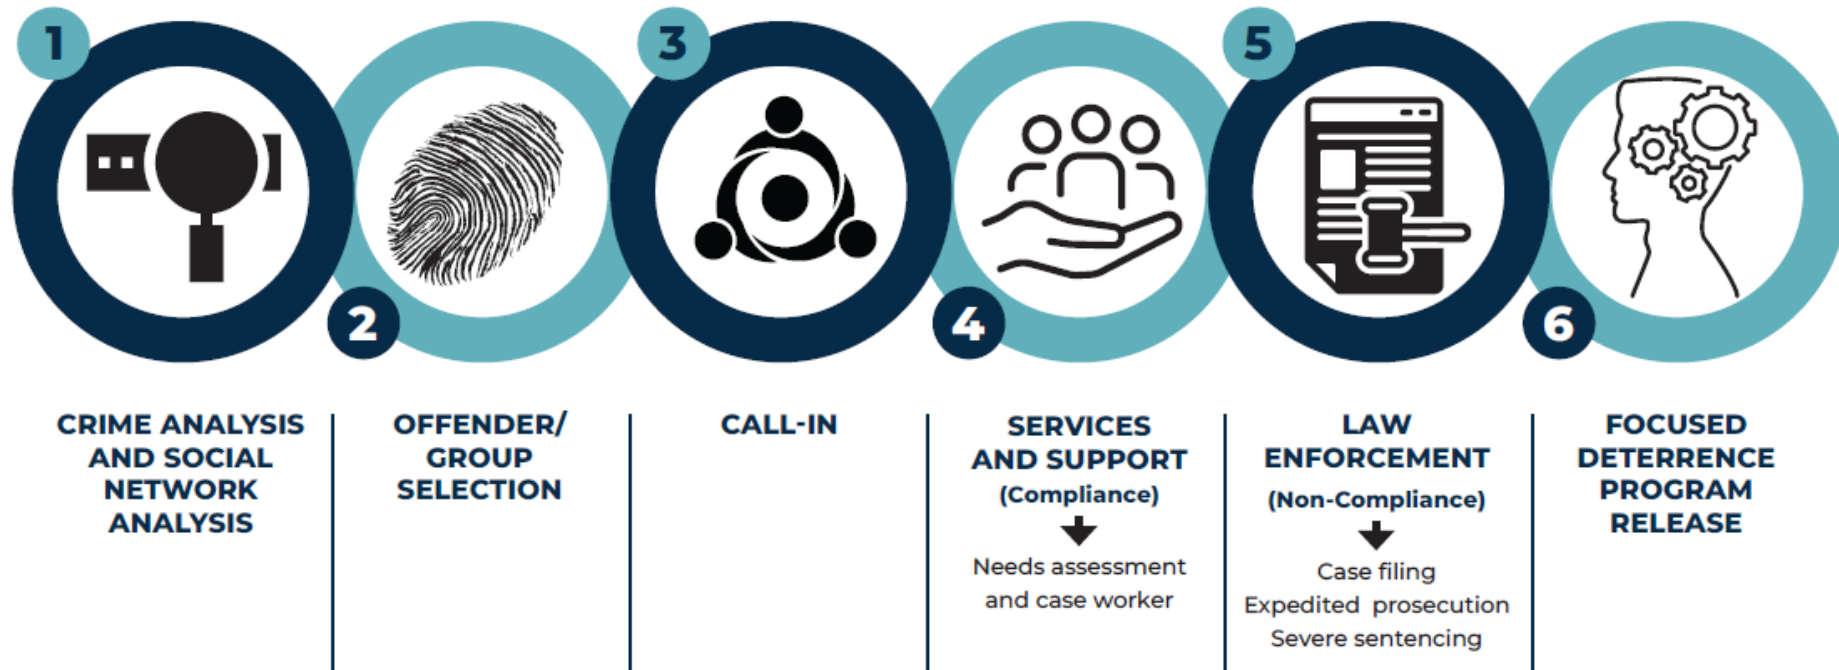 1
CRIME ANALYSIS
AND SOCIAL
NETWORK
ANALYSIS
2
OFFENDER/
GROUP
SELECTION
3
CALL-IN
4
SERVICES
AND SUPPORT
(Compliance)
Needs assessment
and case worker
5
LAW
ENFORCEMENT
(Non-Compliance)
Case filing
Expedited prosecution
Severe sentencing
6
FOCUSED
DETERRENCE
PROGRAM
RELEASE